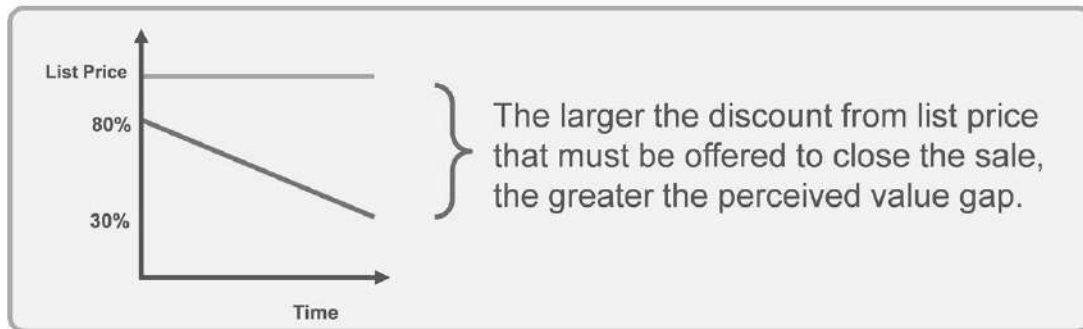 List Price
80%
30%
Time
The larger the discount from list price
that must be offered to close the sale,
the greater the perceived value gap.